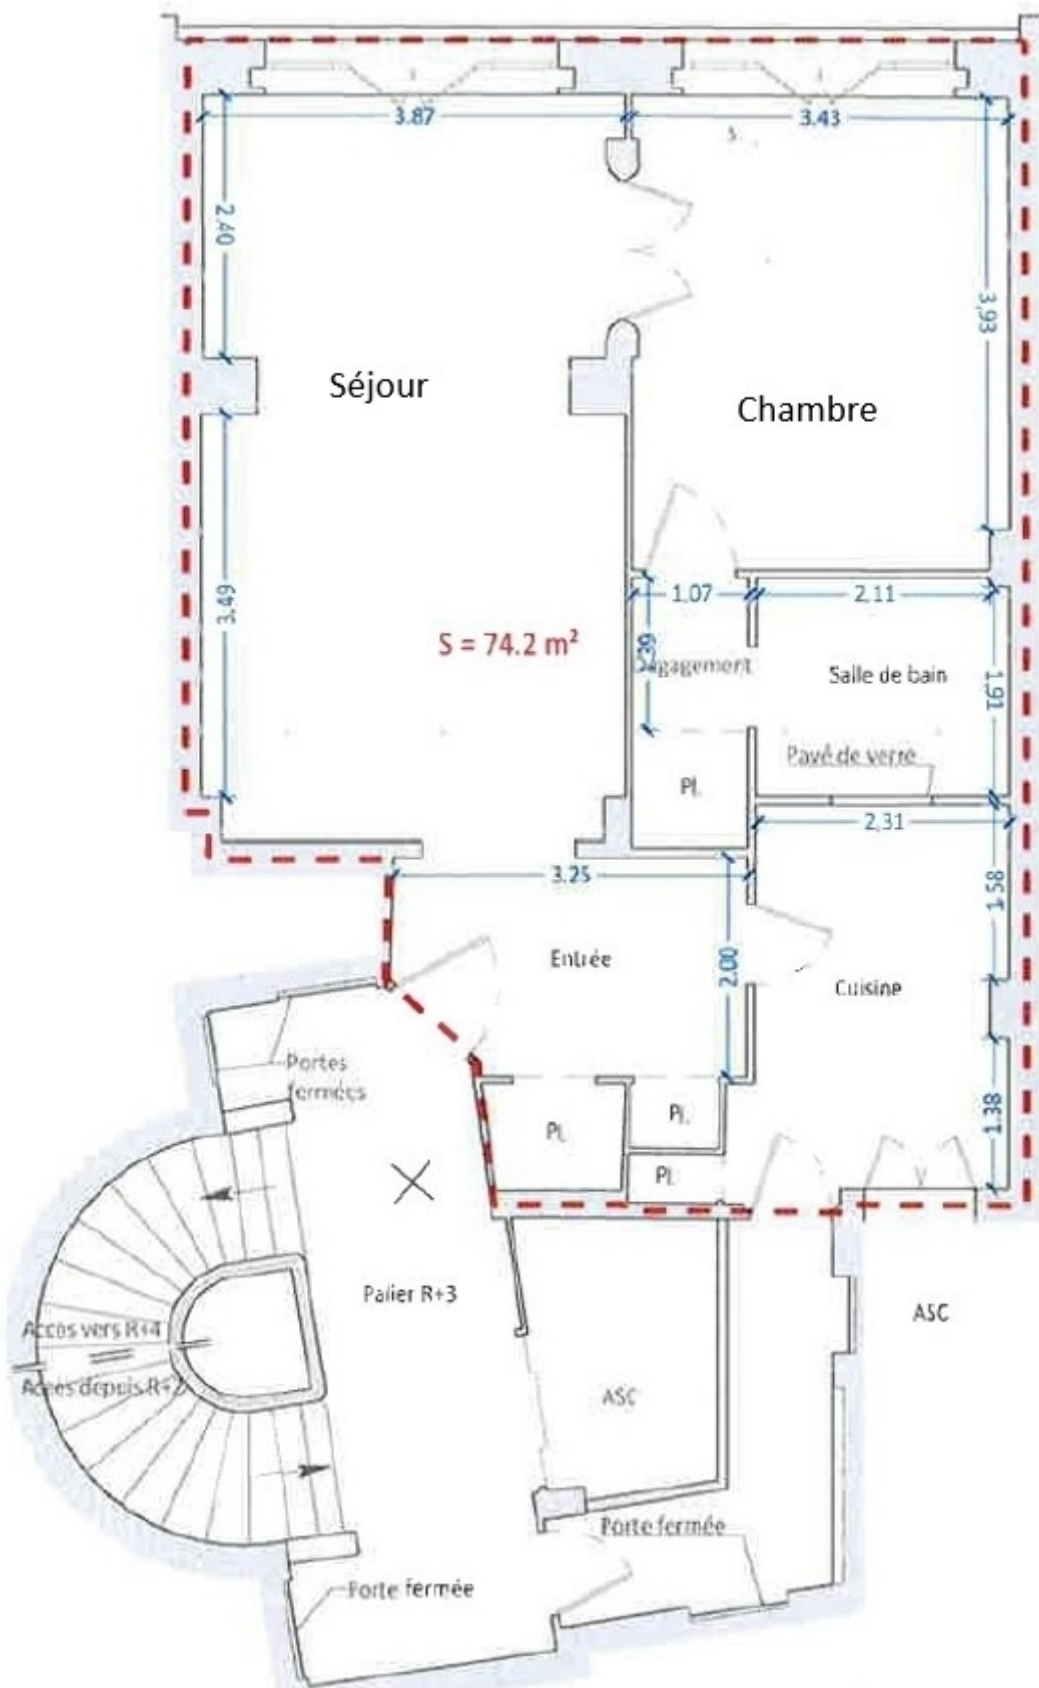 3.87
3.43
2,40
3,93
Séjour
Chambre
3.49
1,07
2,11
S = 74.2 m²
,39
Dégagement
Salle de bain
1,91
Pavé de verre
Pl.
2,31
3.25
1.58
Entrée
2.00
Cuisine
Portes
fermées
Pl.
Pl.
1.38
Pl.
Palier R+3
ASC
Accès vers R+4
Accès depuis R+2
ASC
Porte fermée
Porte fermée